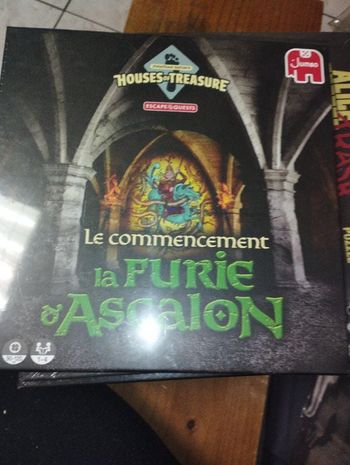 HOUSES OF TREASURE
ESCAPE QUESTS
Jumbo
Le commencement
la FURIE
d'ASCALON